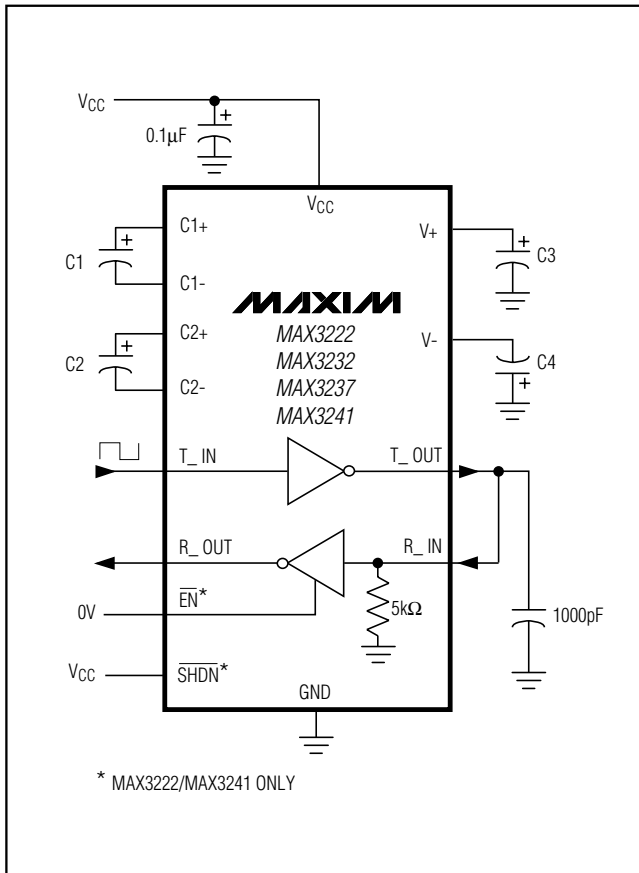 VCC
0.1μF
VCC
C1+
V+
C1
C3
C1-
MAXIM
C2+
MAX3222
V-
MAX3232
C2
C4
C2-
MAX3237
MAX3241
T_ IN
T_ OUT
R_ OUT
R_ IN
EN*
0V
5kΩ
1000pF
VCC
SHDN*
GND
* MAX3222/MAX3241 ONLY